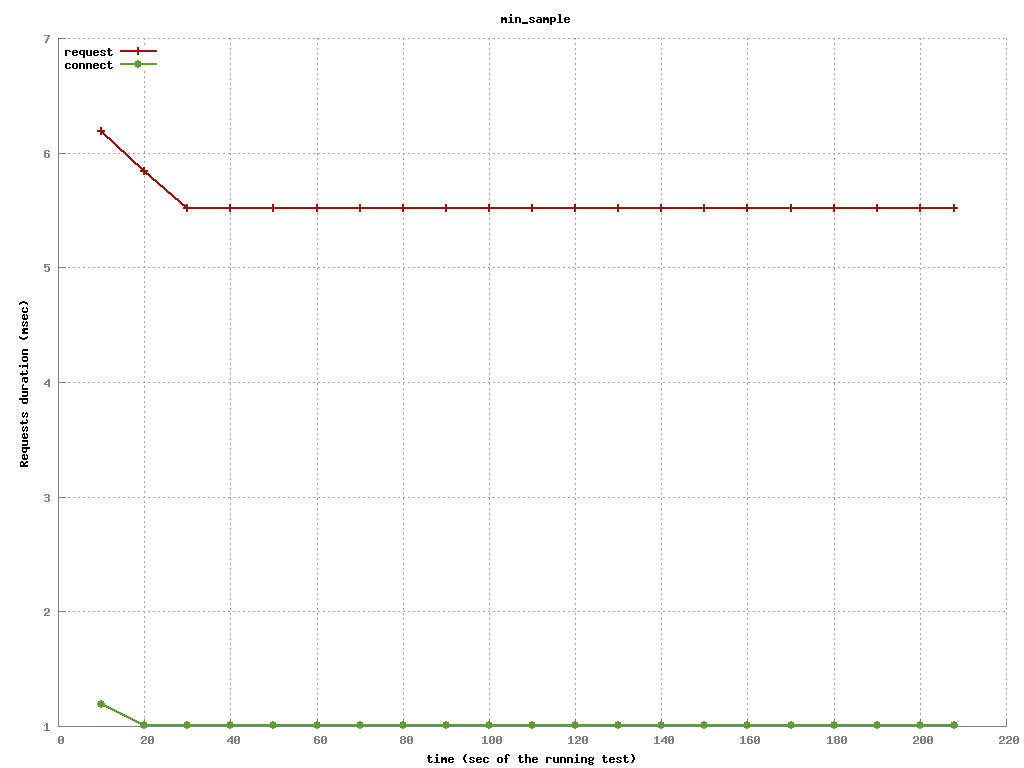 min_sample
7
request
connect
6
5
4
3
2
1
Requests duration (msec)
0 20 40 60 80 100 120 140 160 180 200 220
time (sec of the running test)